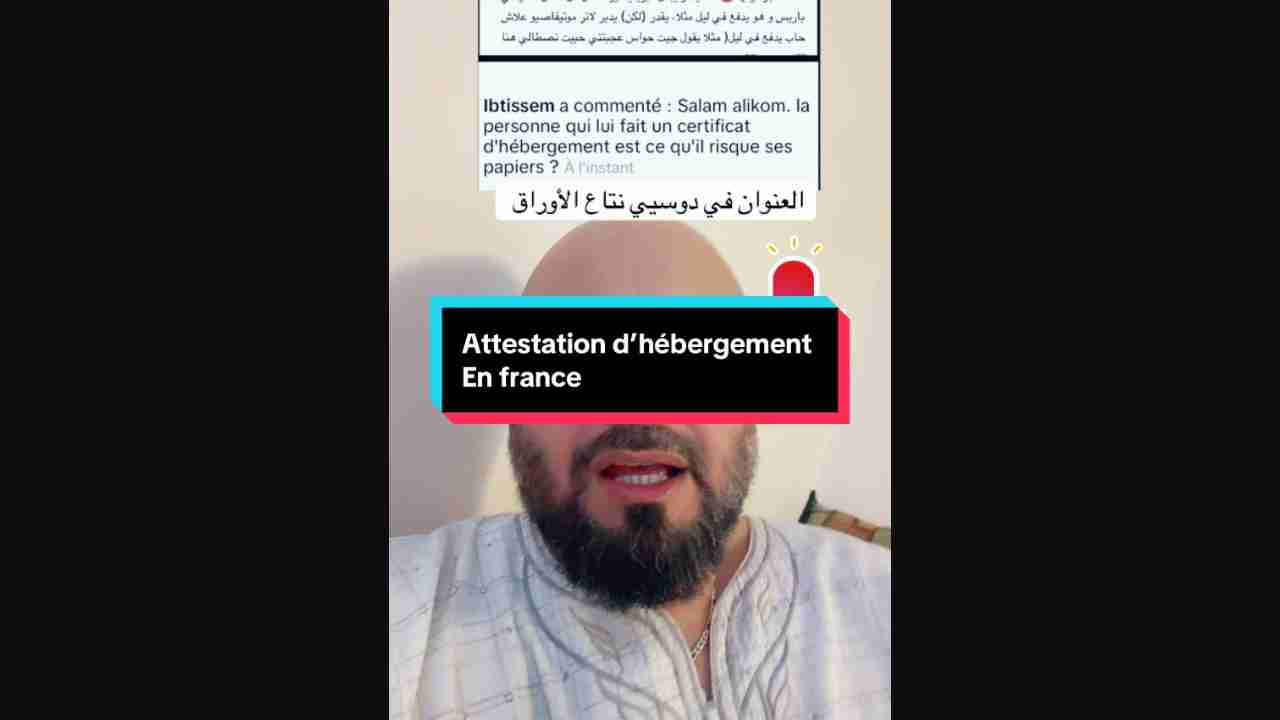 باريس و هو يدفع في ليل مثلا، يقدر (لكن) يدير لاتر موتيفاصيو علاش
حاب يدفع في ليل( مثلا يقول جيت حواس عجبتني حبيت نصطالي هنا
Ibtissem a commenté : Salam alikom. la
personne qui lui fait un certificat
d'hébergement est ce qu'il risque ses
papiers ? À l'instant
العنوان في دوسيي نتاع الأوراق
Attestation d’hébergement
En france